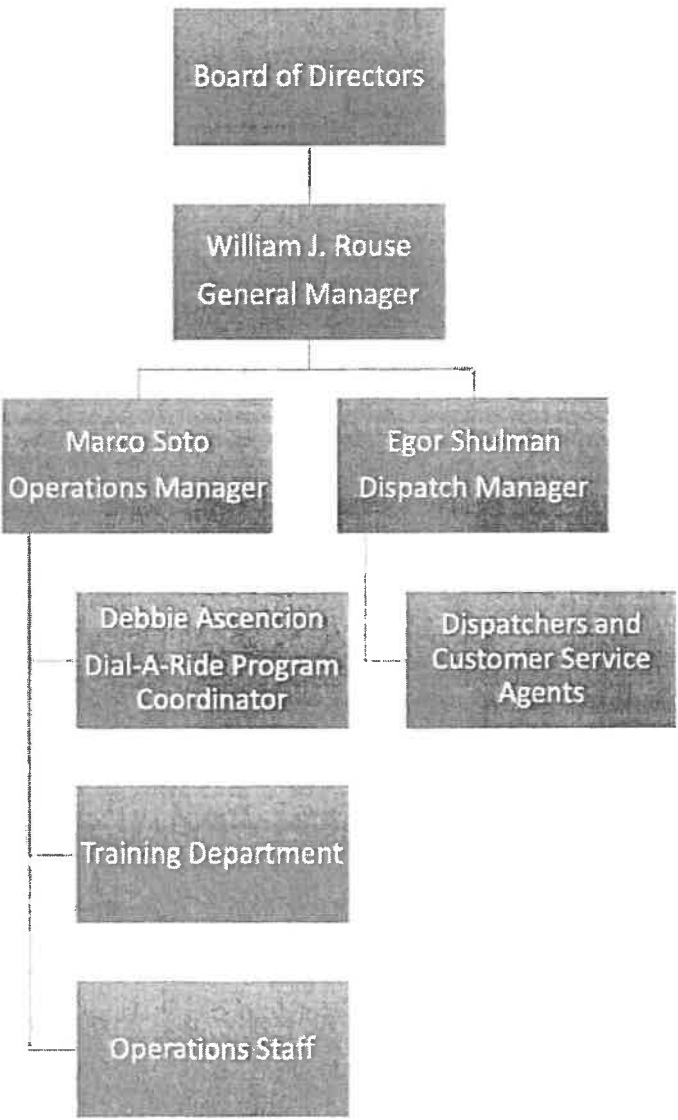 Board of Directors
William J. Rouse
General Manager
Marco Soto
Operations Manager
Egor Shulman
Dispatch Manager
Debbie Ascencion
Dial-A-Ride Program
Coordinator
Dispatchers and
Customer Service
Agents
Training Department
Operations Staff